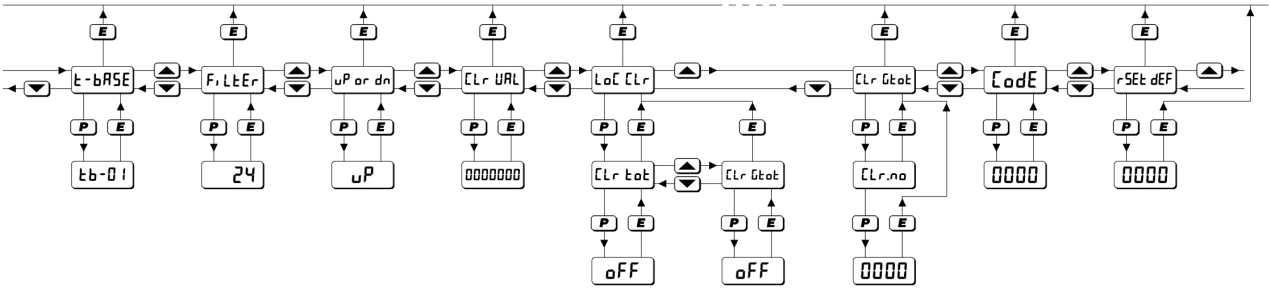 E E E E E E E E
t-bASE FiLtEr uP or dn CLr VAL LoC CLr CLr Gtot CodE rSEt dEF
P E P E P E P E P E E P E P E P E
tb-01 24 uP 0000000 CLr tot CLr Gtot CLr.no 0000 0000
P E P E P E
oFF oFF 0000